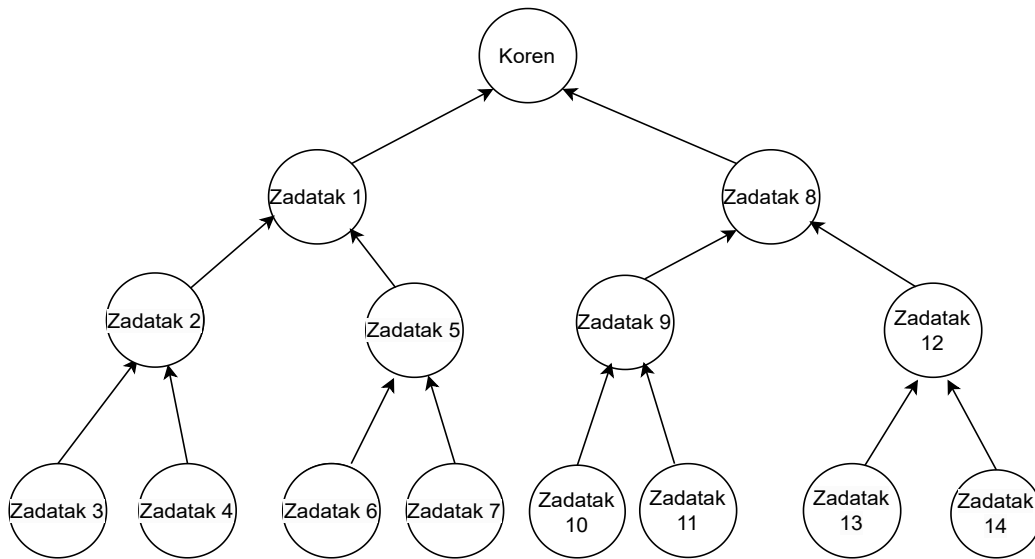 Koren
Zadatak 1
Zadatak 8
Zadatak 2
Zadatak 5
Zadatak 9
Zadatak
12
Zadatak 3
Zadatak 4
Zadatak 6
Zadatak 7
Zadatak
10
Zadatak
11
Zadatak
13
Zadatak
14